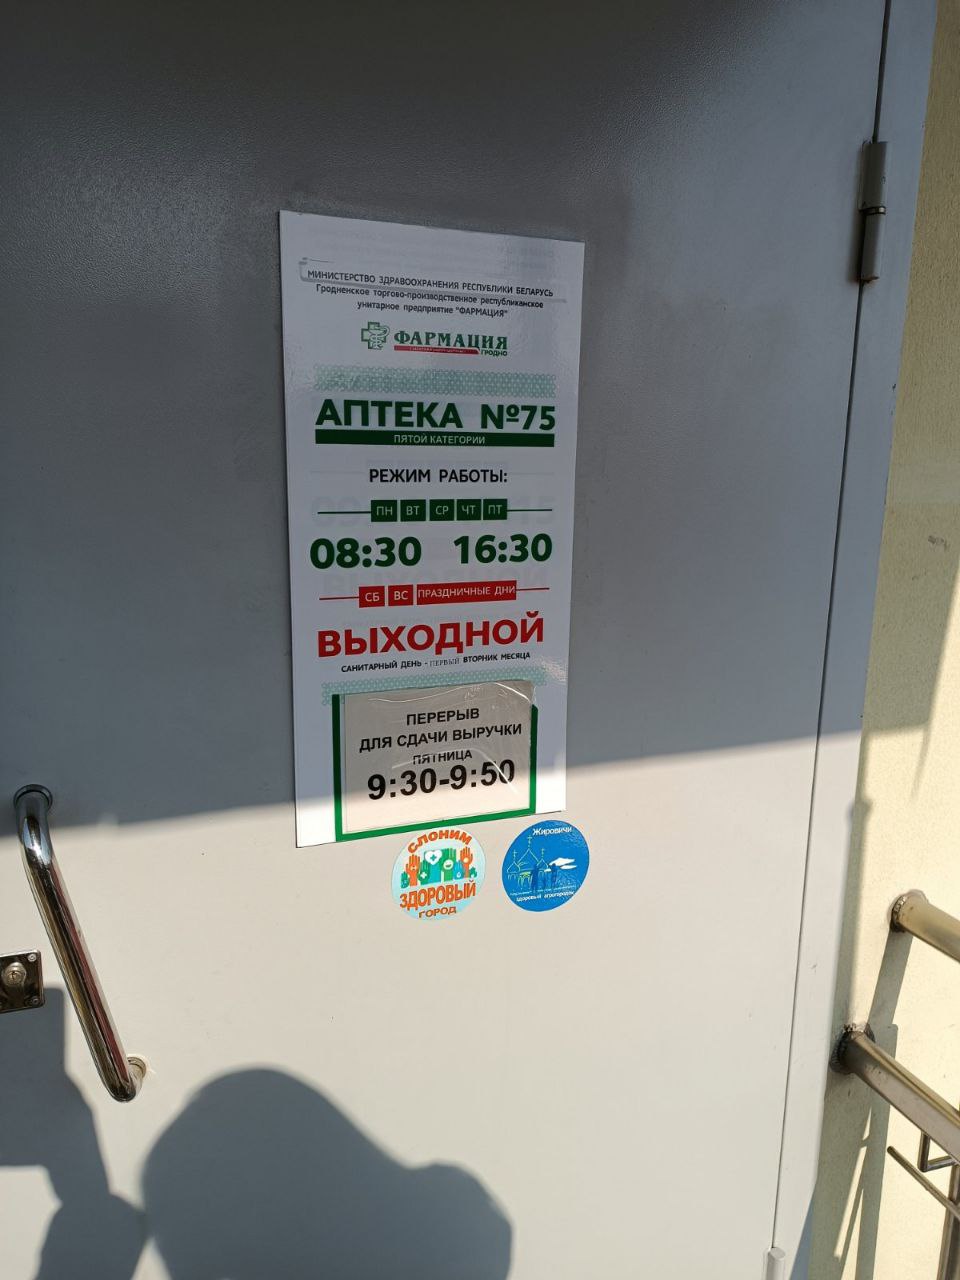 МИНИСТЕРСТВО ЗДРАВООХРАНЕНИЯ РЕСПУБЛИКИ БЕЛАРУСЬ
Гродненское торгово-производственное республиканское
унитарное предприятие "ФАРМАЦИЯ"
ФАРМАЦИЯ
ГРОДНО
АПТЕКА №75
ПЯТОЙ КАТЕГОРИИ
РЕЖИМ РАБОТЫ:
ПН ВТ СР ЧТ ПТ
08:30 16:30
СБ ВС ПРАЗДНИЧНЫЕ ДНИ
ВЫХОДНОЙ
САНИТАРНЫЙ ДЕНЬ - ПЕРВЫЙ ВТОРНИК МЕСЯЦА
ПЕРЕРЫВ
ДЛЯ СДАЧИ ВЫРУЧКИ
ПЯТНИЦА
9:30-9:50
СЛОНИМ
ЗДОРОВЫЙ
ГОРОД
Жировичи
здоровый агрогородок